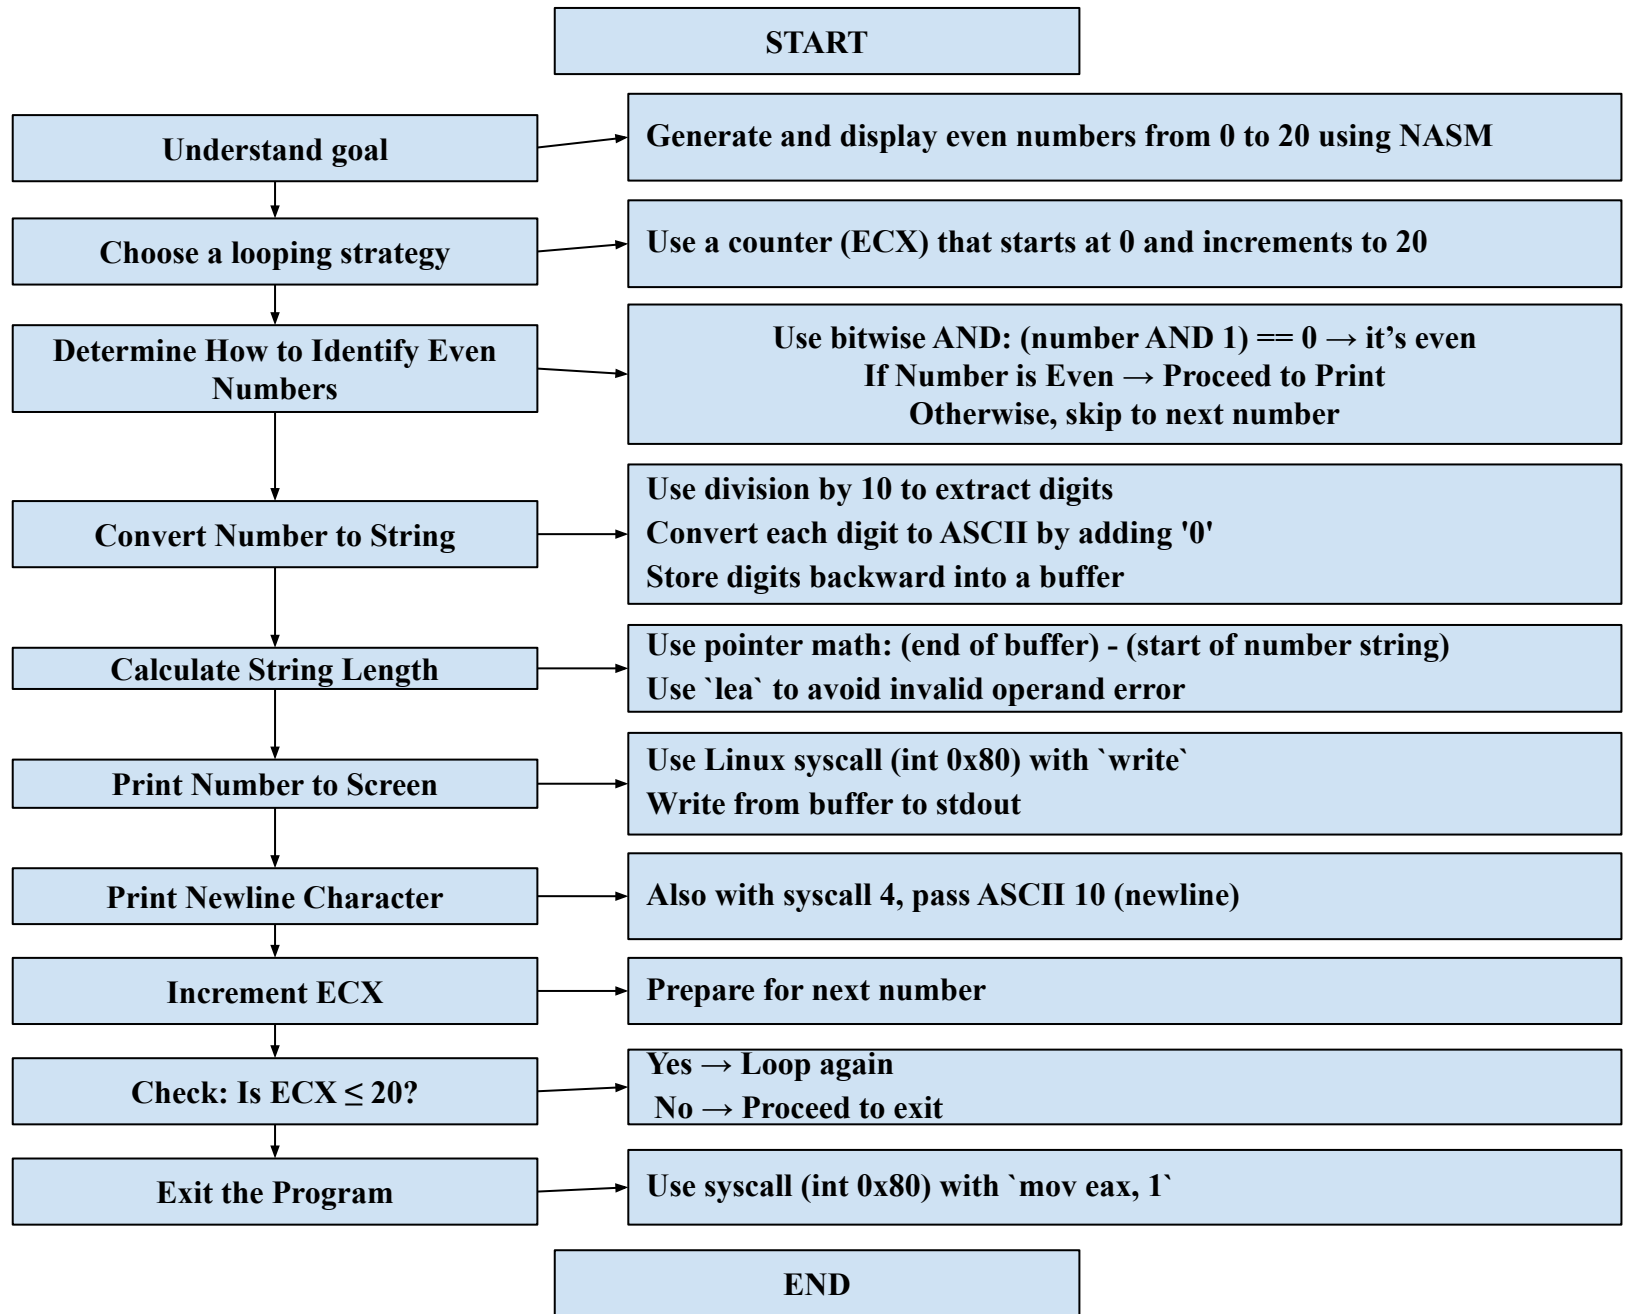 START
Understand goal
Generate and display even numbers from 0 to 20 using NASM
Choose a looping strategy
Use a counter (ECX) that starts at 0 and increments to 20
Determine How to Identify Even
Numbers
Use bitwise AND: (number AND 1) == 0 → it’s even
If Number is Even → Proceed to Print
Otherwise, skip to next number
Convert Number to String
Use division by 10 to extract digits
Convert each digit to ASCII by adding '0'
Store digits backward into a buffer
Calculate String Length
Use pointer math: (end of buffer) - (start of number string)
Use `lea` to avoid invalid operand error
Print Number to Screen
Use Linux syscall (int 0x80) with `write`
Write from buffer to stdout
Print Newline Character
Also with syscall 4, pass ASCII 10 (newline)
Increment ECX
Prepare for next number
Check: Is ECX ≤ 20?
Yes → Loop again
No → Proceed to exit
Exit the Program
Use syscall (int 0x80) with `mov eax, 1`
END